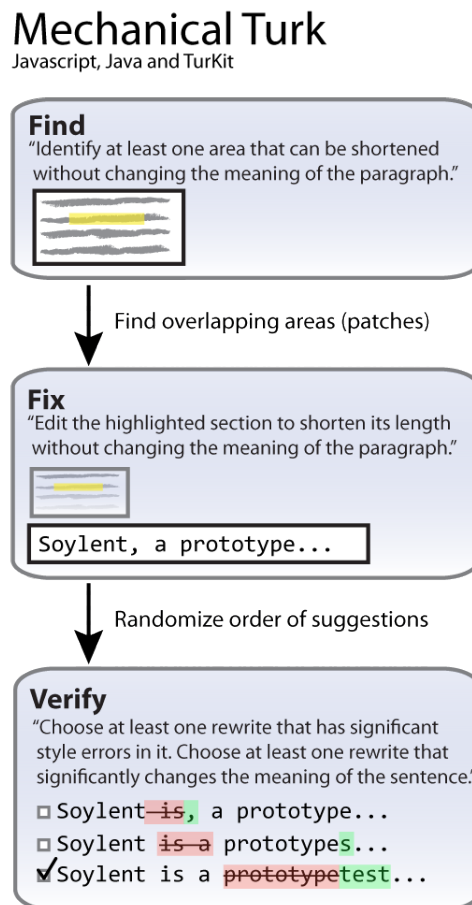 Mechanical Turk
Javascript, Java and TurKit
Find
“Identify at least one area that can be shortened
without changing the meaning of the paragraph.”
Find overlapping areas (patches)
Fix
“Edit the highlighted section to shorten its length
without changing the meaning of the paragraph.”
Soylent, a prototype...
Randomize order of suggestions
Verify
“Choose at least one rewrite that has significant
style errors in it. Choose at least one rewrite that
significantly changes the meaning of the sentence.”
Soylent is, a prototype...
Soylent is a prototypes...
Soylent is a prototypetest...